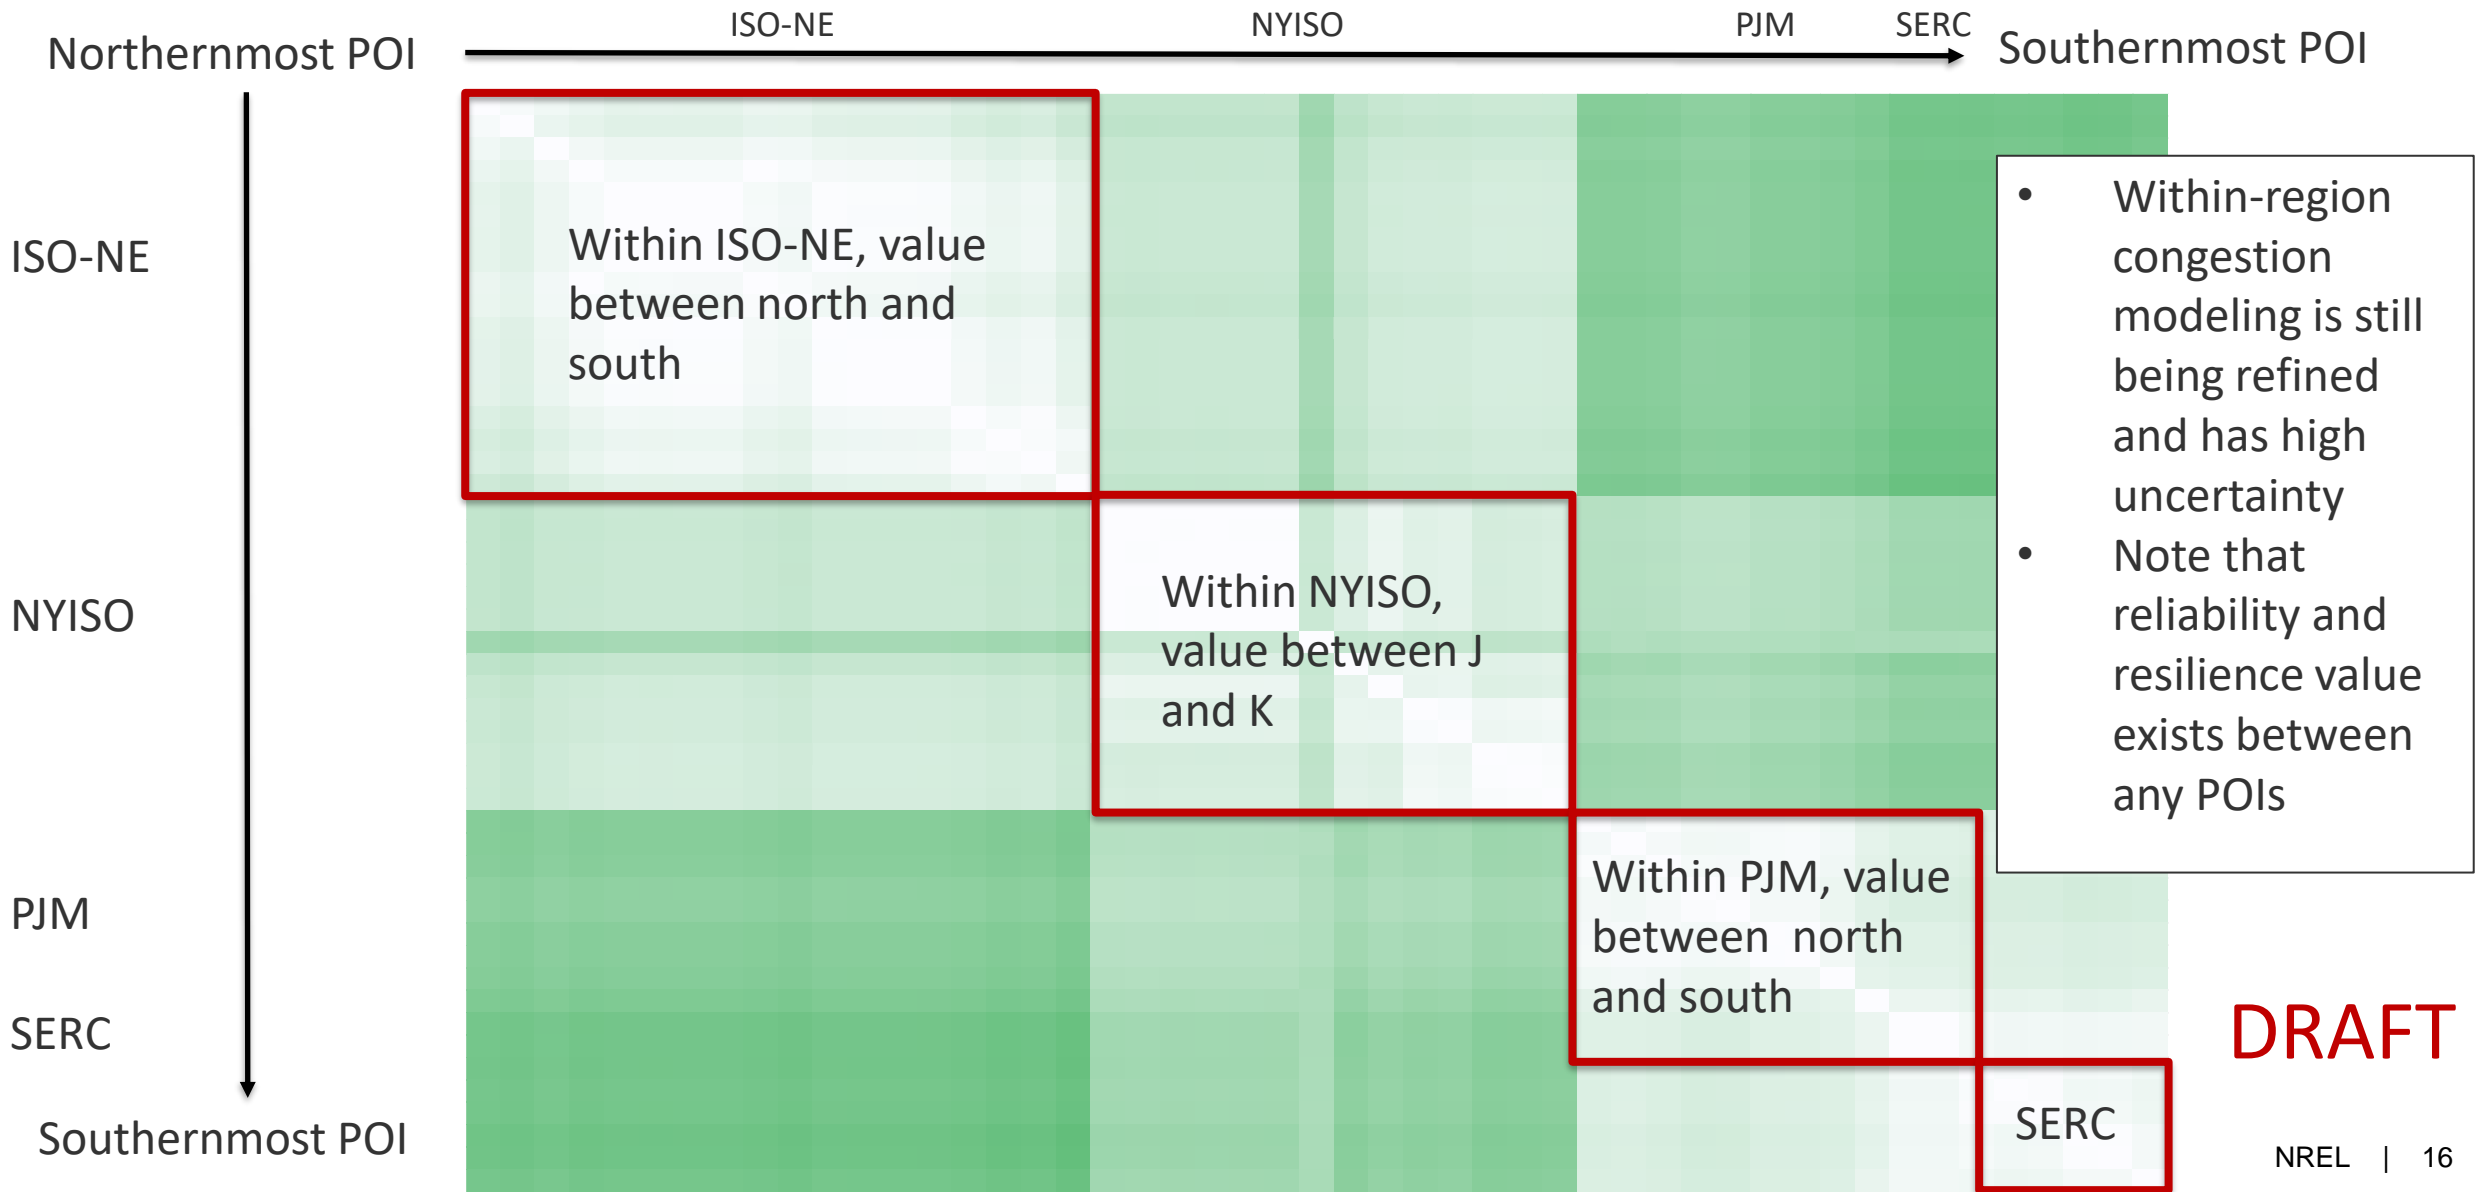 ISO-NE NYISO PJM SERC
Northernmost POI
Southernmost POI
ISO-NE
NYISO
PJM
SERC
Southernmost POI
Within ISO-NE, value
between north and
south
Within NYISO,
value between J
and K
Within PJM, value
between north
and south
SERC
• Within-region
congestion
modeling is still
being refined
and has high
uncertainty
• Note that
reliability and
resilience value
exists between
any POIs
DRAFT
NREL | 16